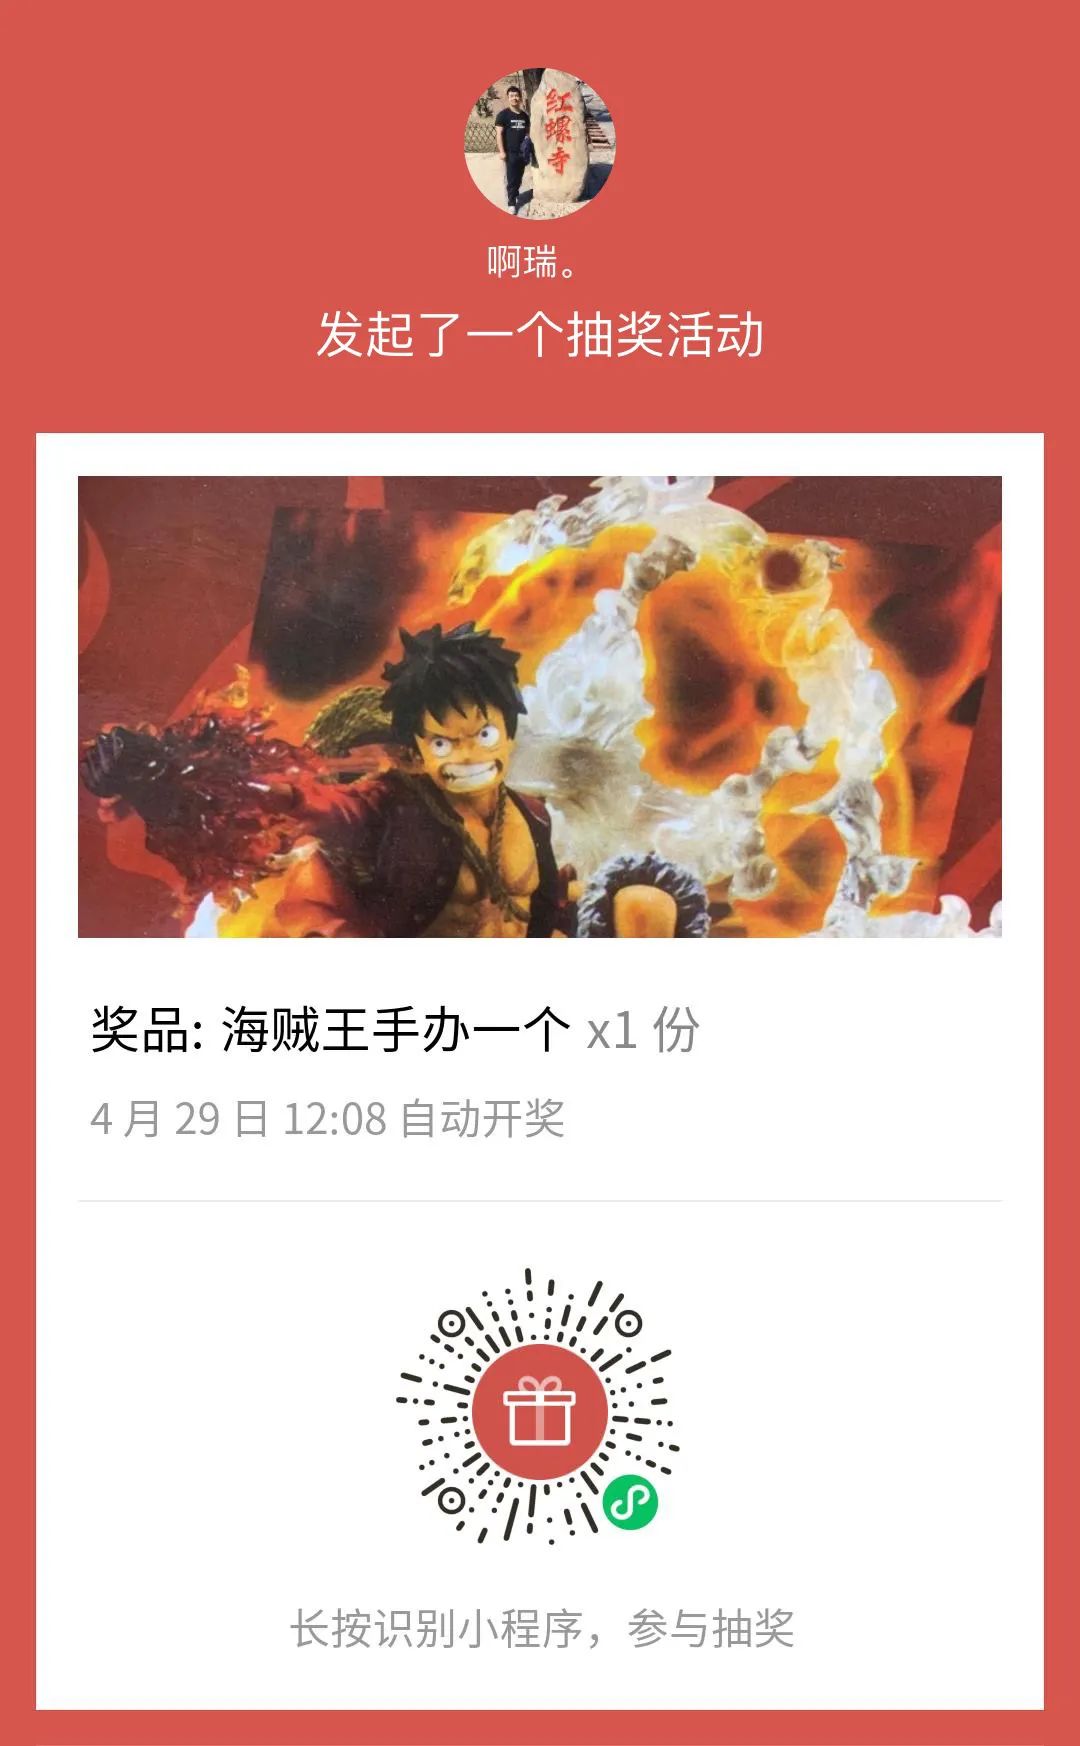 红螺寺
啊瑞。
发起了一个抽奖活动
奖品: 海贼王手办一个 x1 份
4 月 29 日 12:08 自动开奖
长按识别小程序，参与抽奖